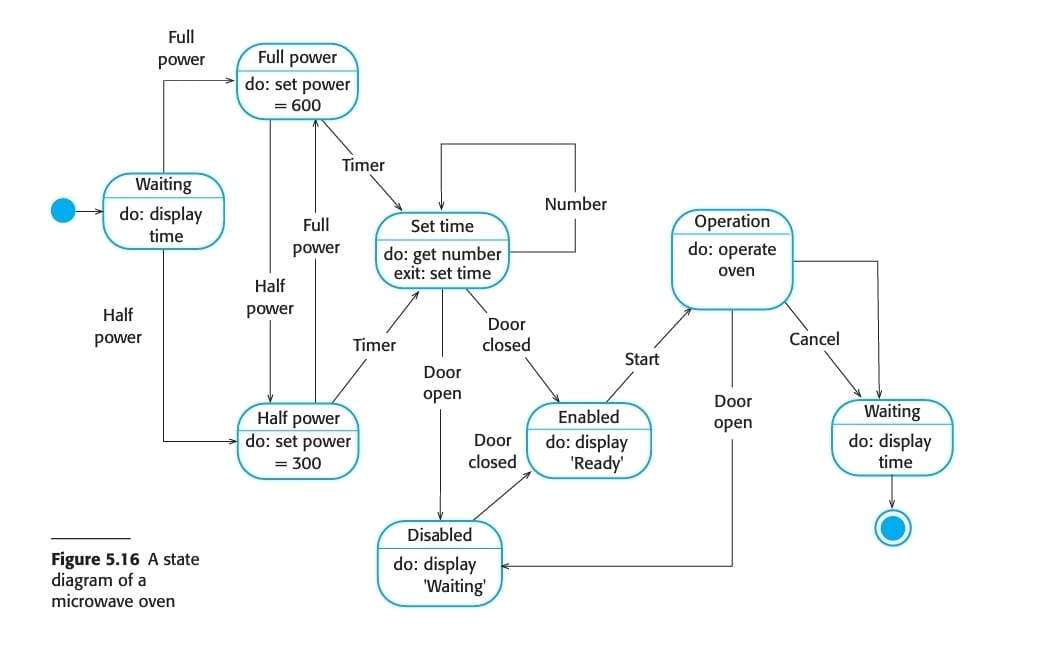 Full
power
Full power
do: set power
= 600
Timer
Waiting
do: display
time
Number
Full
power
Set time
do: get number
exit: set time
Operation
do: operate
oven
Half
power
Half
power
Timer
Door
closed
Door
open
Start
Cancel
Door
open
Half power
do: set power
= 300
Door
closed
Enabled
do: display
'Ready'
Waiting
do: display
time
Disabled
do: display
'Waiting'
Figure 5.16 A state
diagram of a
microwave oven